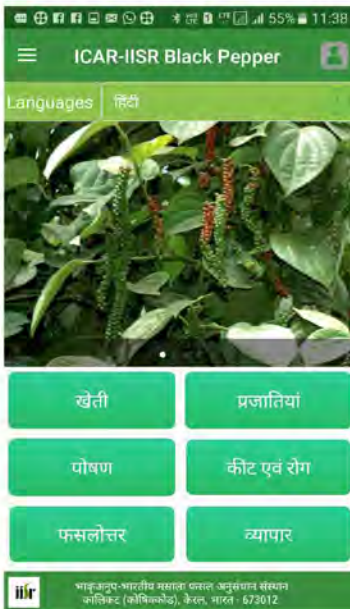 55% 11:38
ICAR-IISR Black Pepper
Languages हिंदी
खेती प्रजातियां
पोषण कीट एवं रोग
फसलोत्तर व्यापार
iisr भाकृअनुप-भारतीय मसाला फसल अनुसंधान संस्थान
कालिकट (कोषिक्कोड), केरल, भारत - 673012